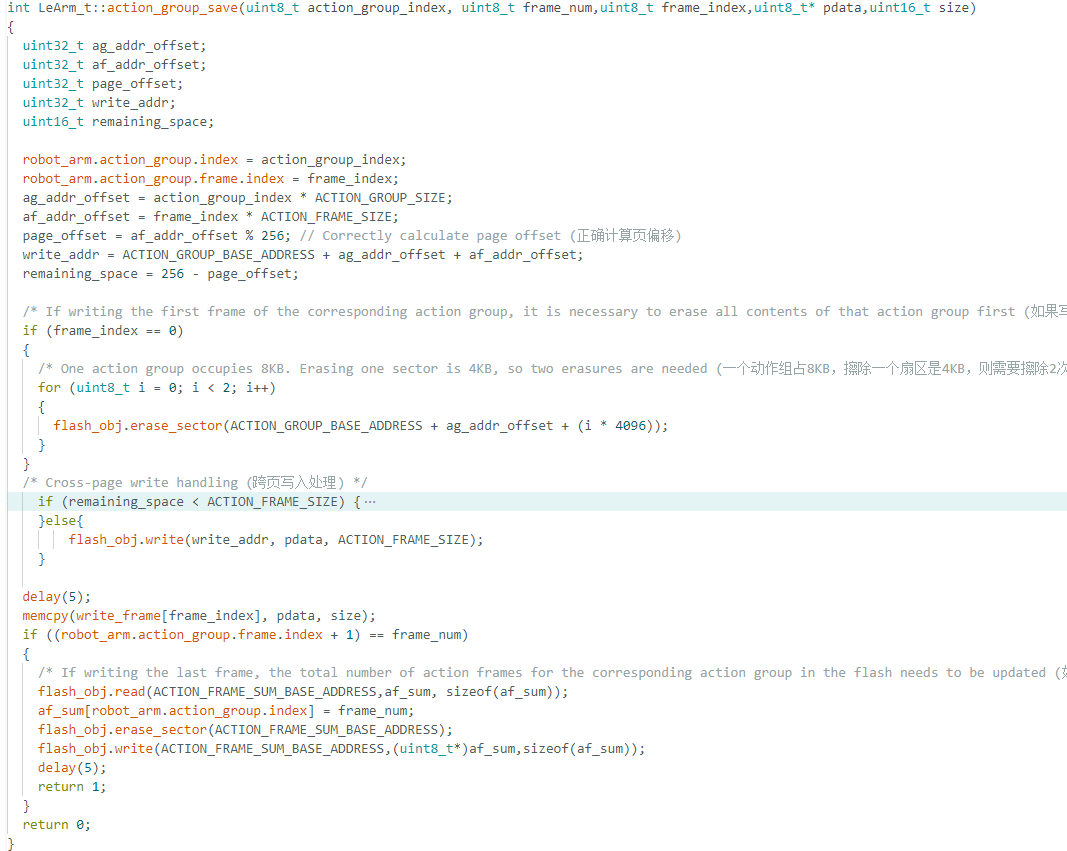 int LeArm_t::action_group_save(uint8_t action_group_index, uint8_t frame_num,uint8_t frame_index,uint8_t* pdata,uint16_t size)
{
  uint32_t ag_addr_offset;
  uint32_t af_addr_offset;
  uint32_t page_offset;
  uint32_t write_addr;
  uint16_t remaining_space;

  robot_arm.action_group.index = action_group_index;
  robot_arm.action_group.frame.index = frame_index;
  ag_addr_offset = action_group_index * ACTION_GROUP_SIZE;
  af_addr_offset = frame_index * ACTION_FRAME_SIZE;
  page_offset = af_addr_offset % 256; // Correctly calculate page offset (正确计算页偏移)
  write_addr = ACTION_GROUP_BASE_ADDRESS + ag_addr_offset + af_addr_offset;
  remaining_space = 256 - page_offset;

  /* If writing the first frame of the corresponding action group, it is necessary to erase all contents of that action group first (如果写
  if (frame_index == 0)
  {
    /* One action group occupies 8KB. Erasing one sector is 4KB, so two erasures are needed (一个动作组占8KB，擦除一个扇区是4KB，则需要擦除2次
    for (uint8_t i = 0; i < 2; i++)
    {
      flash_obj.erase_sector(ACTION_GROUP_BASE_ADDRESS + ag_addr_offset + (i * 4096));
    }
  }
  /* Cross-page write handling (跨页写入处理) */
    if (remaining_space < ACTION_FRAME_SIZE) {⋯
    }else{
        flash_obj.write(write_addr, pdata, ACTION_FRAME_SIZE);
    }

  delay(5);
  memcpy(write_frame[frame_index], pdata, size);
  if ((robot_arm.action_group.frame.index + 1) == frame_num)
  {
    /* If writing the last frame, the total number of action frames for the corresponding action group in the flash needs to be updated (
    flash_obj.read(ACTION_FRAME_SUM_BASE_ADDRESS,af_sum, sizeof(af_sum));
    af_sum[robot_arm.action_group.index] = frame_num;
    flash_obj.erase_sector(ACTION_FRAME_SUM_BASE_ADDRESS);
    flash_obj.write(ACTION_FRAME_SUM_BASE_ADDRESS,(uint8_t*)af_sum,sizeof(af_sum));
    delay(5);
    return 1;
  }
  return 0;
}